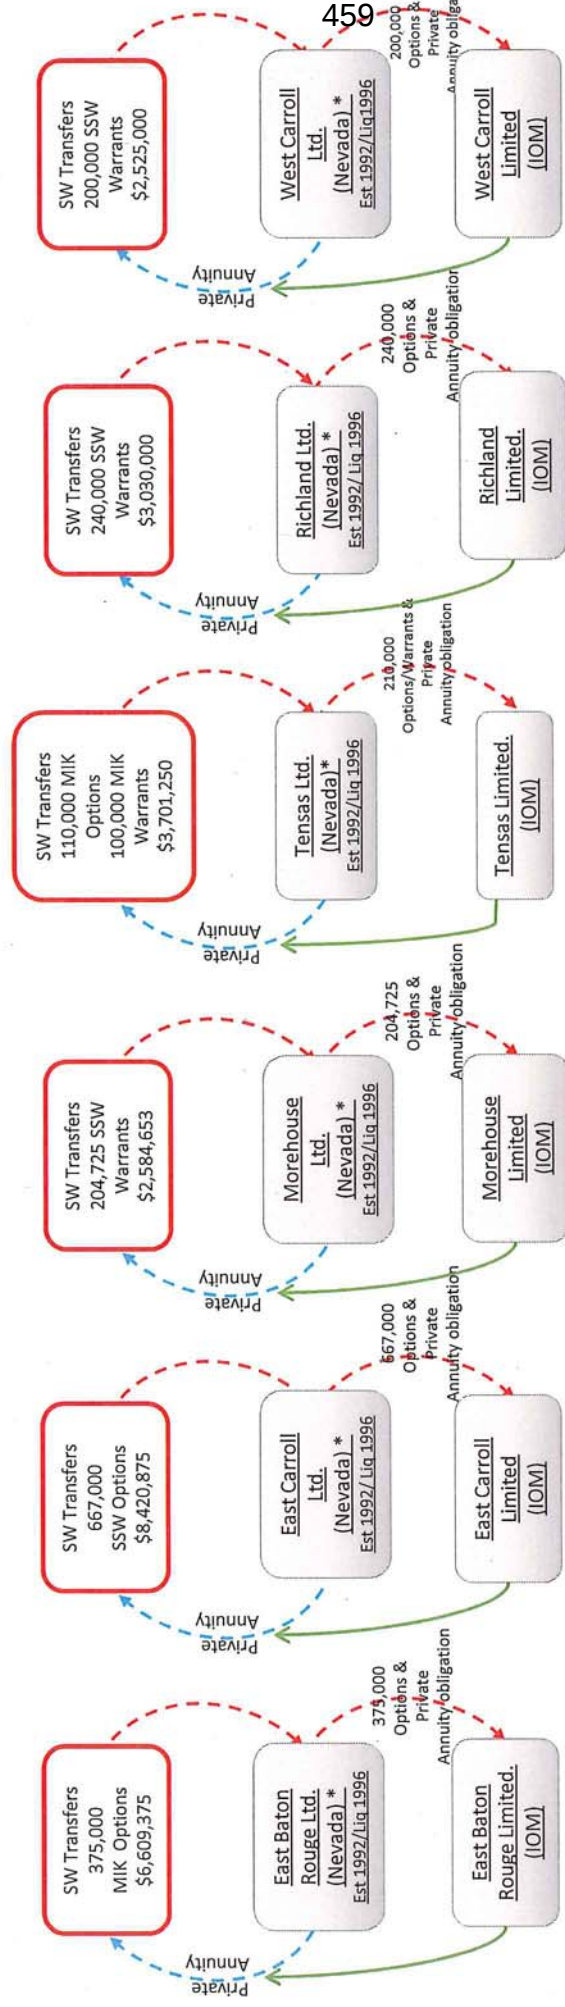 459
SW Transfers
375,000
MIK Options
$6,609,375
Private
Annuity
East Baton
Rouge Ltd.
(Nevada) *
Est 1992/Liq 1996
375,000
Options &
Private
Annuity obligation
East Baton
Rouge Limited.
(IOM)
SW Transfers
667,000
SSW Options
$8,420,875
Private
Annuity
East Carroll
Ltd.
(Nevada) *
Est 1992/ Liq 1996
667,000
Options &
Private
Annuity obligation
East Carroll
Limited
(IOM)
SW Transfers
204,725 SSW
Warrants
$2,584,653
Private
Annuity
Morehouse
Ltd.
(Nevada) *
Est 1992/Liq 1996
204,725
Options &
Private
Annuity obligation
Morehouse
Limited
(IOM)
SW Transfers
110,000 MIK
Options
100,000 MIK
Warrants
$3,701,250
Private
Annuity
Tensas Ltd.
(Nevada) *
Est 1992/Liq 1996
210,000
Options/Warrants &
Private
Annuity obligation
Tensas Limited.
(IOM)
SW Transfers
240,000 SSW
Warrants
$3,030,000
Private
Annuity
Richland Ltd.
(Nevada) *
Est 1992/ Liq 1996
240,000
Options &
Private
Annuity obligation
Richland
Limited.
(IOM)
SW Transfers
200,000 SSW
Warrants
$2,525,000
Private
Annuity
West Carroll
Ltd.
(Nevada) *
Est 1992/Liq1996
200,000
Options &
Private
Annuity obliga
West Carroll
Limited
(IOM)